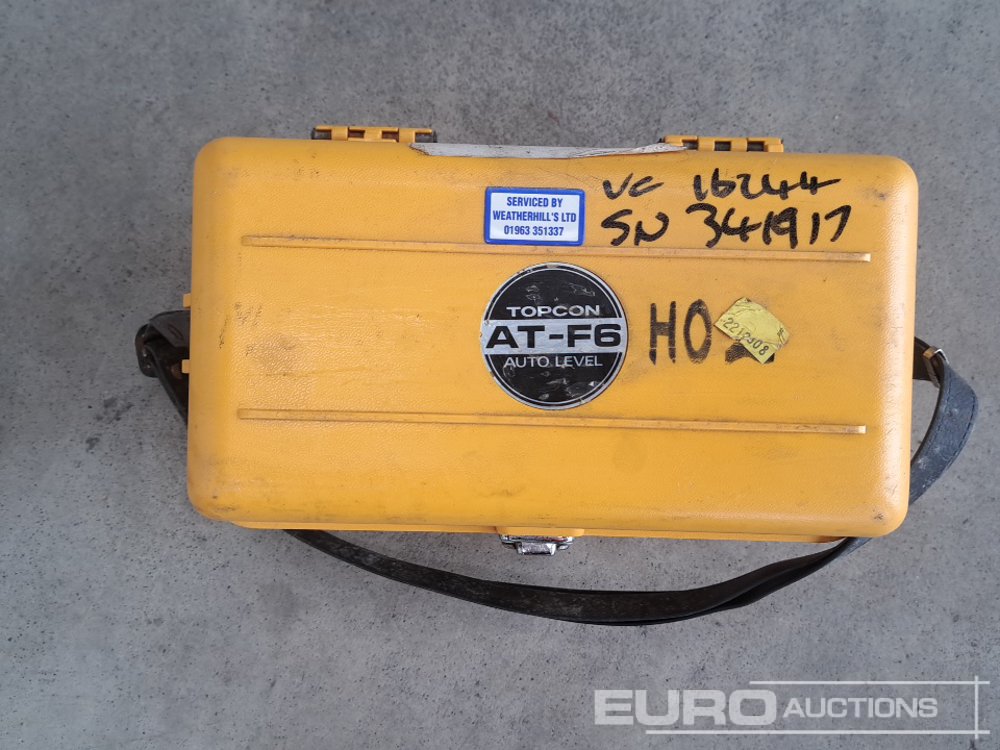 SERVICED BY
WEATHERHILL'S LTD
01963 351337
VC 16244
SN 341917
TOPCON
AT-F6
AUTO LEVEL
HO
EURO AUCTIONS